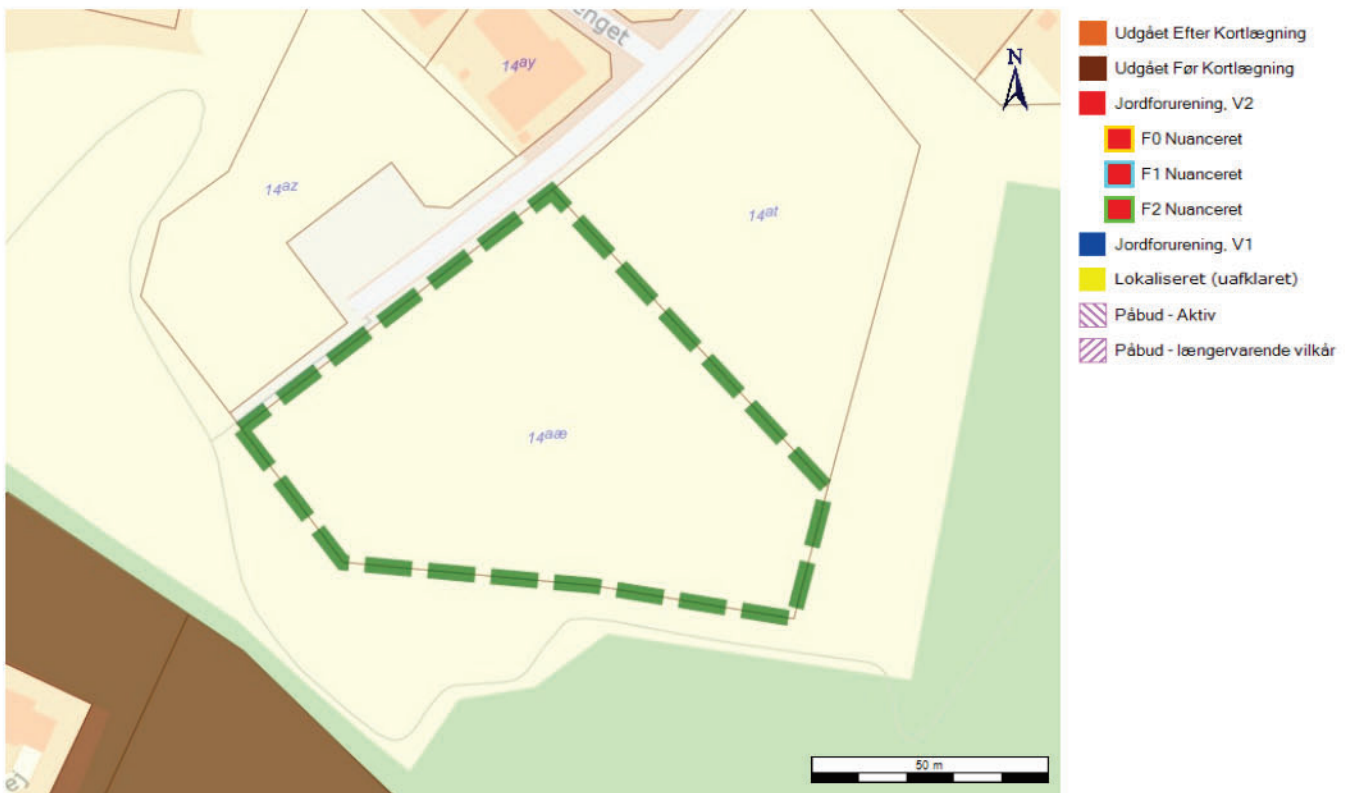 enget
14ay
N
14az
14at
14aæ
50 m
ej
Udgået Efter Kortlægning
Udgået Før Kortlægning
Jordforurening, V2
F0 Nuanceret
F1 Nuanceret
F2 Nuanceret
Jordforurening, V1
Lokaliseret (uafklaret)
Påbud - Aktiv
Påbud - længervarende vilkår